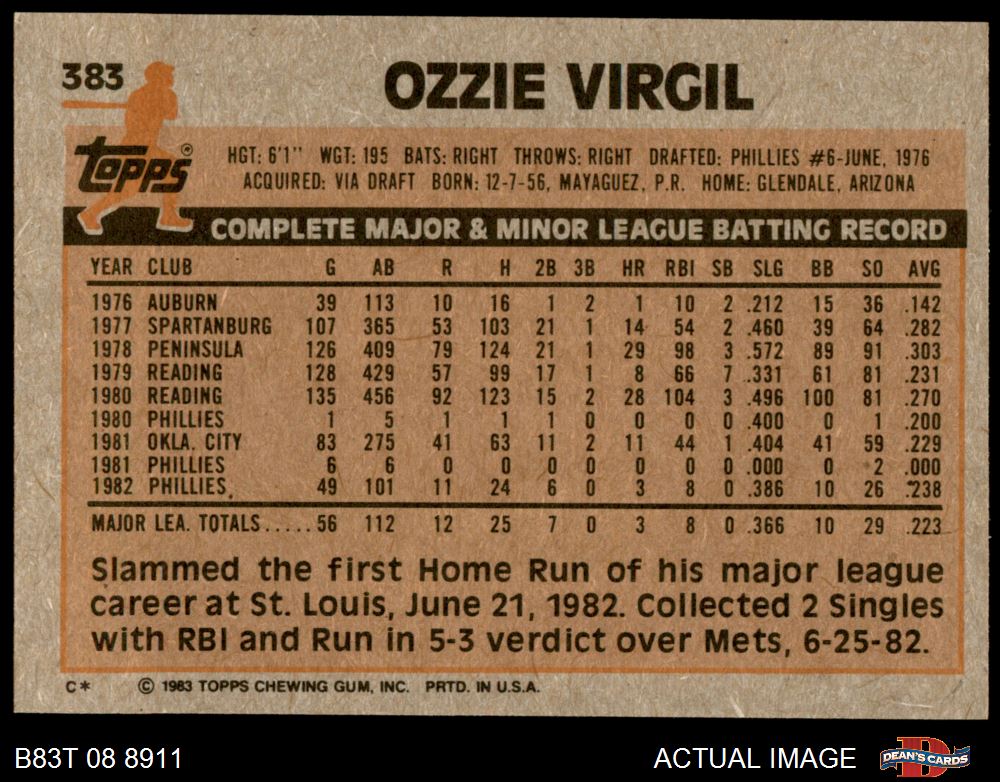 383
OZZIE VIRGIL
Topps®
HGT: 6'1" WGT: 195 BATS: RIGHT THROWS: RIGHT DRAFTED: PHILLIES #6-JUNE, 1976
ACQUIRED: VIA DRAFT BORN: 12-7-56, MAYAGUEZ, P.R. HOME: GLENDALE, ARIZONA
COMPLETE MAJOR & MINOR LEAGUE BATTING RECORD
YEAR CLUB G AB R H 2B 3B HR RBI SB SLG BB SO AVG
1976 AUBURN 39 113 10 16 1 2 1 10 2 .212 15 36 .142
1977 SPARTANBURG 107 365 53 103 21 1 14 54 2 .460 39 64 .282
1978 PENINSULA 126 409 79 124 21 1 29 98 3 .572 89 91 .303
1979 READING 128 429 57 99 17 1 8 66 7 .331 61 81 .231
1980 READING 135 456 92 123 15 2 28 104 3 .496 100 81 .270
1980 PHILLIES 1 5 1 1 1 0 0 0 0 .400 0 1 .200
1981 OKLA. CITY 83 275 41 63 11 2 11 44 1 .404 41 59 .229
1981 PHILLIES 6 6 0 0 0 0 0 0 0 .000 0 2 .000
1982 PHILLIES 49 101 11 24 6 0 3 8 0 .386 10 26 .238
MAJOR LEA. TOTALS.....56 112 12 25 7 0 3 8 0 .366 10 29 .223
Slammed the first Home Run of his major league
career at St. Louis, June 21, 1982. Collected 2 Singles
with RBI and Run in 5-3 verdict over Mets, 6-25-82.
C* © 1983 TOPPS CHEWING GUM, INC. PRTD. IN U.S.A.
B83T 08 8911 ACTUAL IMAGE DEAN'S CARDS